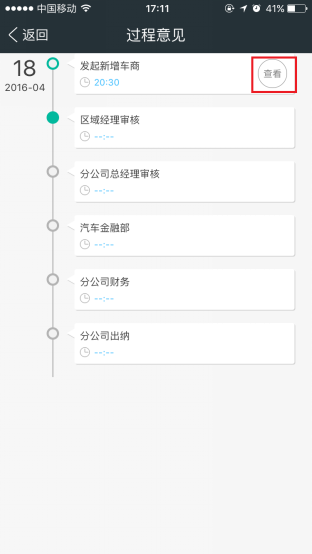 中国移动 17:11 41%
返回 过程意见
18
2016-04
发起新增车商
20:30
查看
区域经理审核
--:--
分公司总经理审核
--:--
汽车金融部
--:--
分公司财务
--:--
分公司出纳
--:--